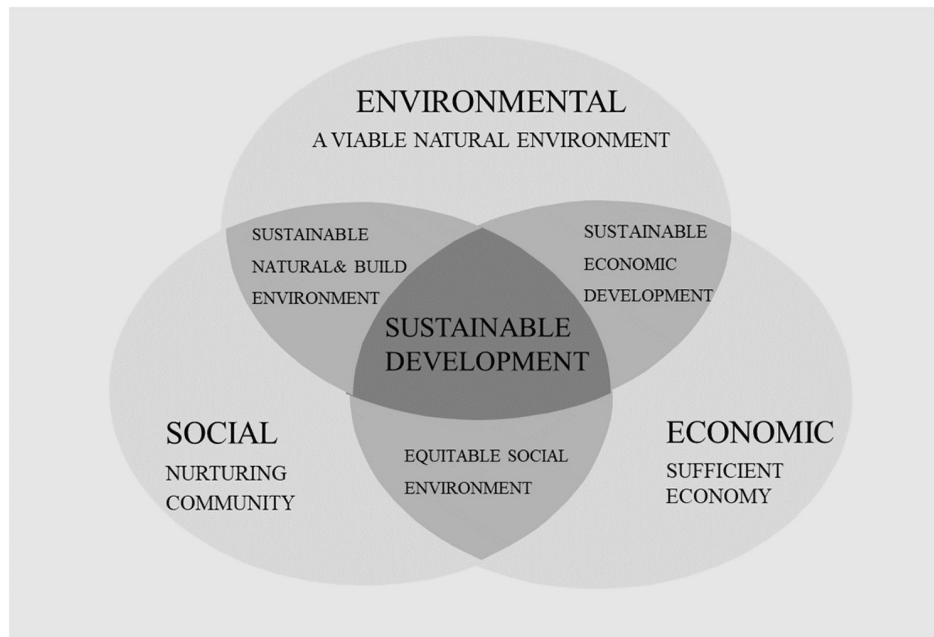 ENVIRONMENTAL
A VIABLE NATURAL ENVIRONMENT
SUSTAINABLE
NATURAL& BUILD
ENVIRONMENT
SUSTAINABLE
ECONOMIC
DEVELOPMENT
SUSTAINABLE
DEVELOPMENT
SOCIAL
NURTURING
COMMUNITY
EQUITABLE SOCIAL
ENVIRONMENT
ECONOMIC
SUFFICIENT
ECONOMY